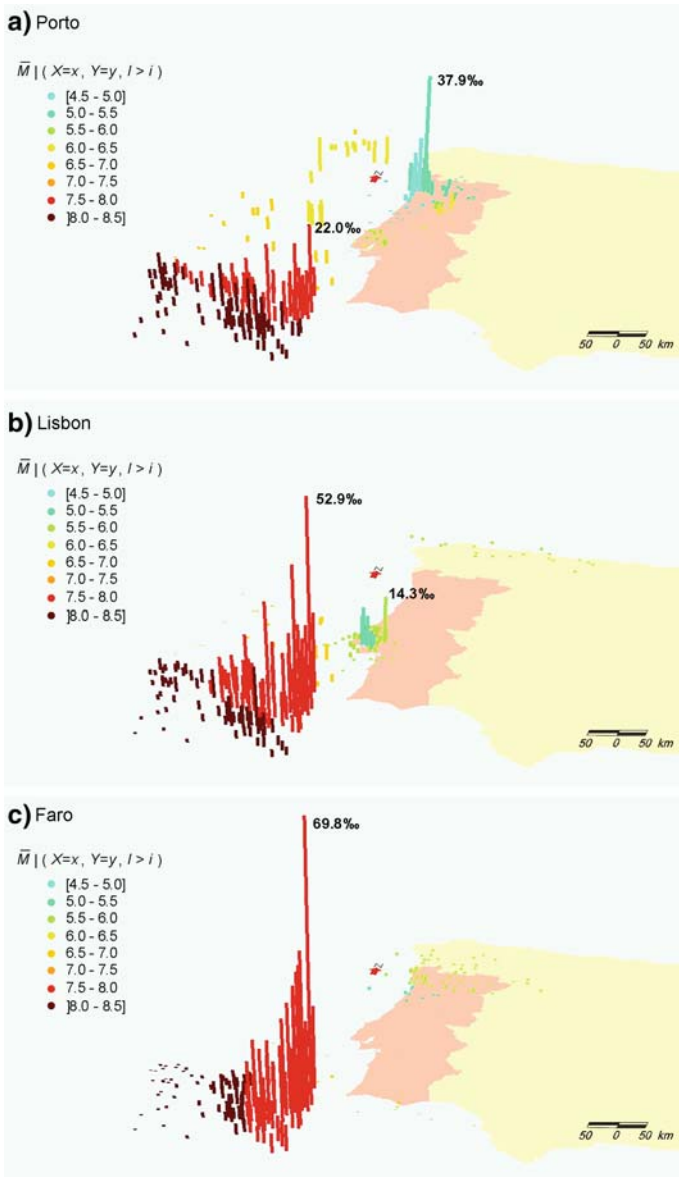 a) Porto
M̅ | ( X=x , Y=y , I > i )
[4.5 - 5.0]
5.0 - 5.5
5.5 - 6.0
6.0 - 6.5
6.5 - 7.0
7.0 - 7.5
7.5 - 8.0
]8.0 - 8.5]
37.9‰
N
22.0‰
50 0 50 km
b) Lisbon
M̅ | ( X=x , Y=y , I > i )
[4.5 - 5.0]
5.0 - 5.5
5.5 - 6.0
6.0 - 6.5
6.5 - 7.0
7.0 - 7.5
7.5 - 8.0
]8.0 - 8.5]
52.9‰
N
14.3‰
50 0 50 km
c) Faro
M̅ | ( X=x , Y=y , I > i )
[4.5 - 5.0]
5.0 - 5.5
5.5 - 6.0
6.0 - 6.5
6.5 - 7.0
7.0 - 7.5
7.5 - 8.0
]8.0 - 8.5]
69.8‰
N
50 0 50 km